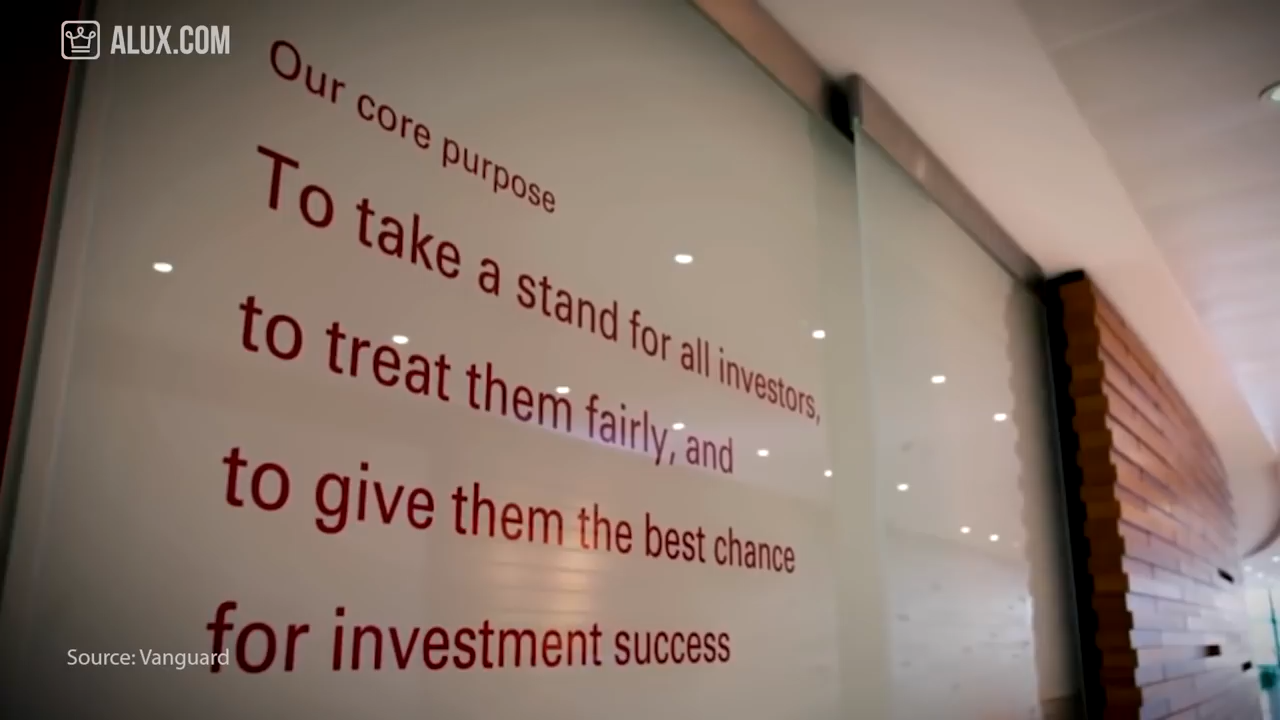 ALUX.COM
Our core purpose
To take a stand for all investors,
to treat them fairly, and
to give them the best chance
for investment success
Source: Vanguard